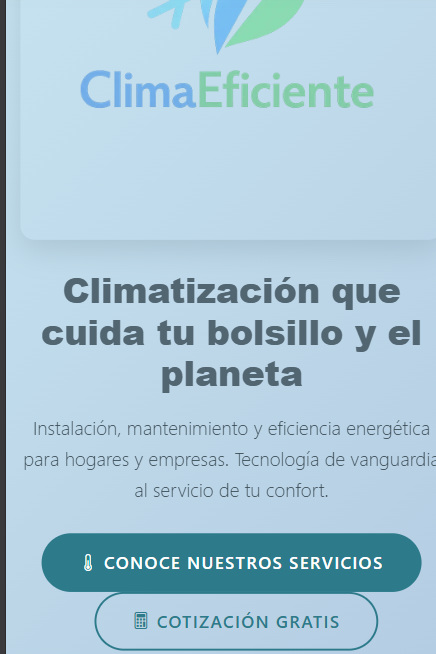 ClimaEficiente
Climatización que
cuida tu bolsillo y el
planeta
Instalación, mantenimiento y eficiencia energética
para hogares y empresas. Tecnología de vanguardia
al servicio de tu confort.
CONOCE NUESTROS SERVICIOS
COTIZACIÓN GRATIS